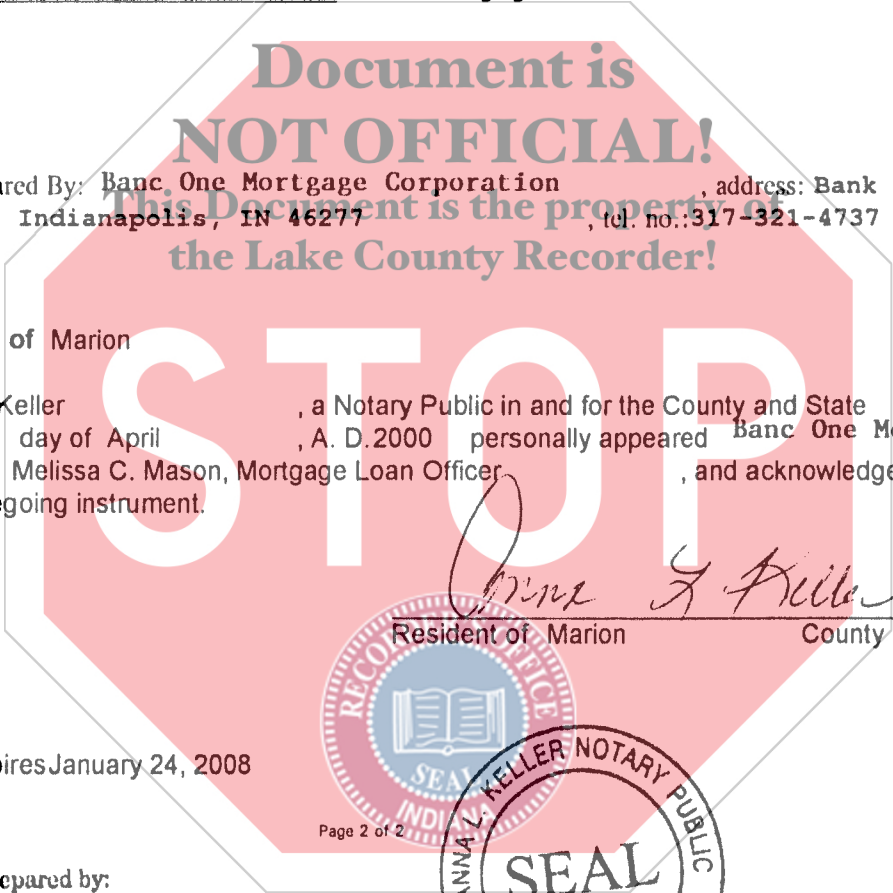 Document is
NOT OFFICIAL!
ared By: Banc One Mortgage Corporation , address: Bank
This Document is the property of
Indianapolis, IN 46277 , tel. no.:317-321-4737
the Lake County Recorder!
of Marion
STOP
Keller , a Notary Public in and for the County and State
day of April , A. D.2000 personally appeared Banc One Mo
Melissa C. Mason, Mortgage Loan Officer , and acknowledge
egoing instrument.
L Keller
Resident of Marion County
RECORDER'S OFFICE
SEAL
INDIANA
piresJanuary 24, 2008
Page 2 of 2
ANNA L. KELLER NOTARY PUBLIC
SEAL
epared by: